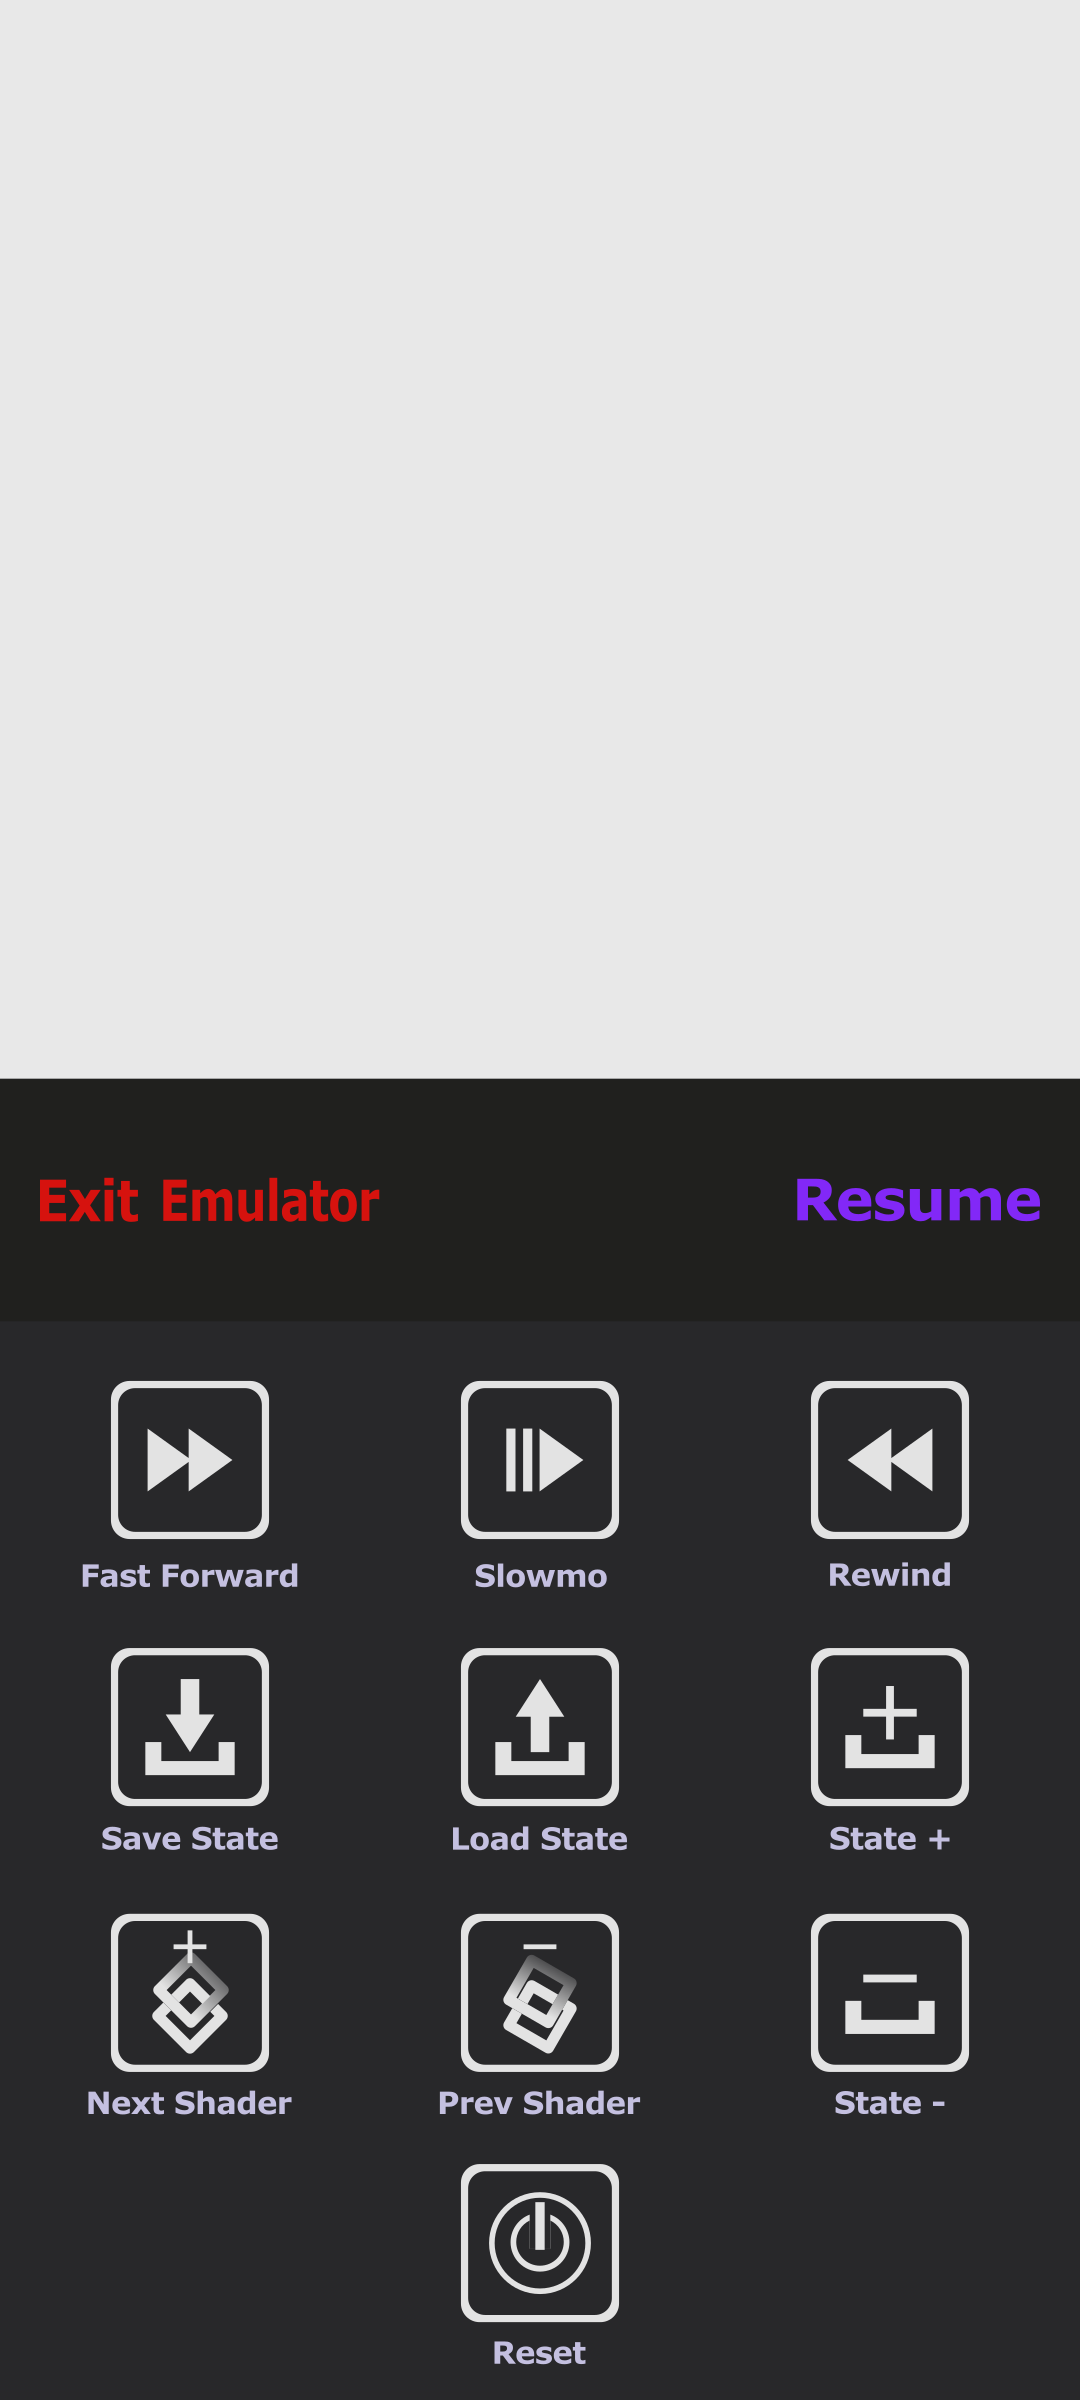 Exit Emulator
Resume
Fast Forward
Slowmo
Rewind
Save State
Load State
State +
Next Shader
Prev Shader
State -
Reset